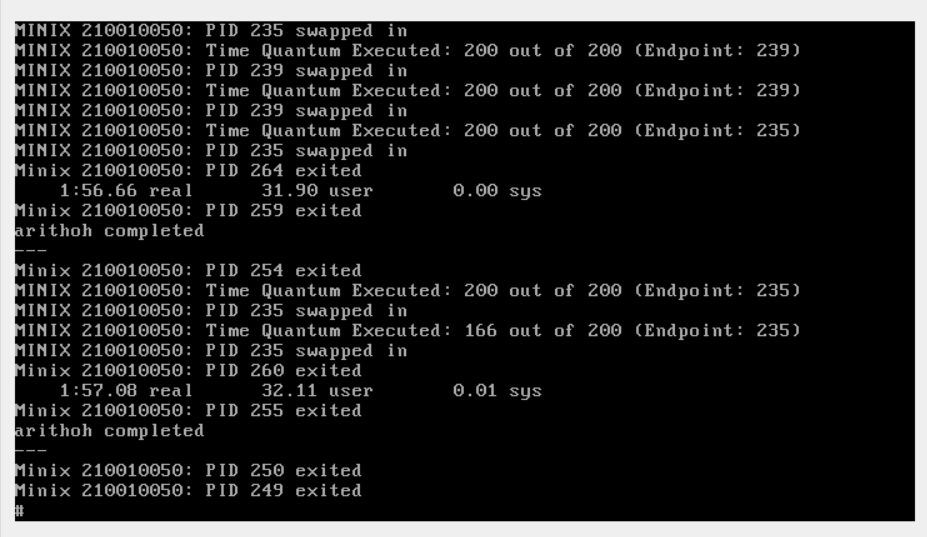 MINIX 210010050: PID 235 swapped in
MINIX 210010050: Time Quantum Executed: 200 out of 200 (Endpoint: 239)
MINIX 210010050: PID 239 swapped in
MINIX 210010050: Time Quantum Executed: 200 out of 200 (Endpoint: 239)
MINIX 210010050: PID 239 swapped in
MINIX 210010050: Time Quantum Executed: 200 out of 200 (Endpoint: 235)
MINIX 210010050: PID 235 swapped in
Minix 210010050: PID 264 exited
1:56.66 real 31.90 user 0.00 sys
Minix 210010050: PID 259 exited
arithoh completed
---
Minix 210010050: PID 254 exited
MINIX 210010050: Time Quantum Executed: 200 out of 200 (Endpoint: 235)
MINIX 210010050: PID 235 swapped in
MINIX 210010050: Time Quantum Executed: 166 out of 200 (Endpoint: 235)
MINIX 210010050: PID 235 swapped in
Minix 210010050: PID 260 exited
1:57.08 real 32.11 user 0.01 sys
Minix 210010050: PID 255 exited
arithoh completed
---
Minix 210010050: PID 250 exited
Minix 210010050: PID 249 exited
#